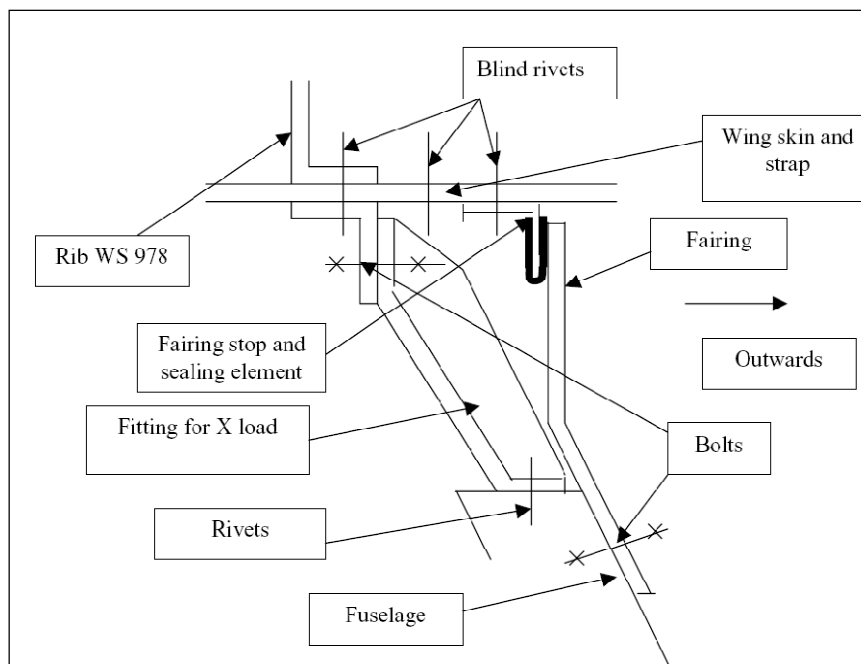 Blind rivets
Wing skin and
strap
Rib WS 978
Fairing
Fairing stop and
sealing element
Outwards
Fitting for X load
Bolts
Rivets
Fuselage